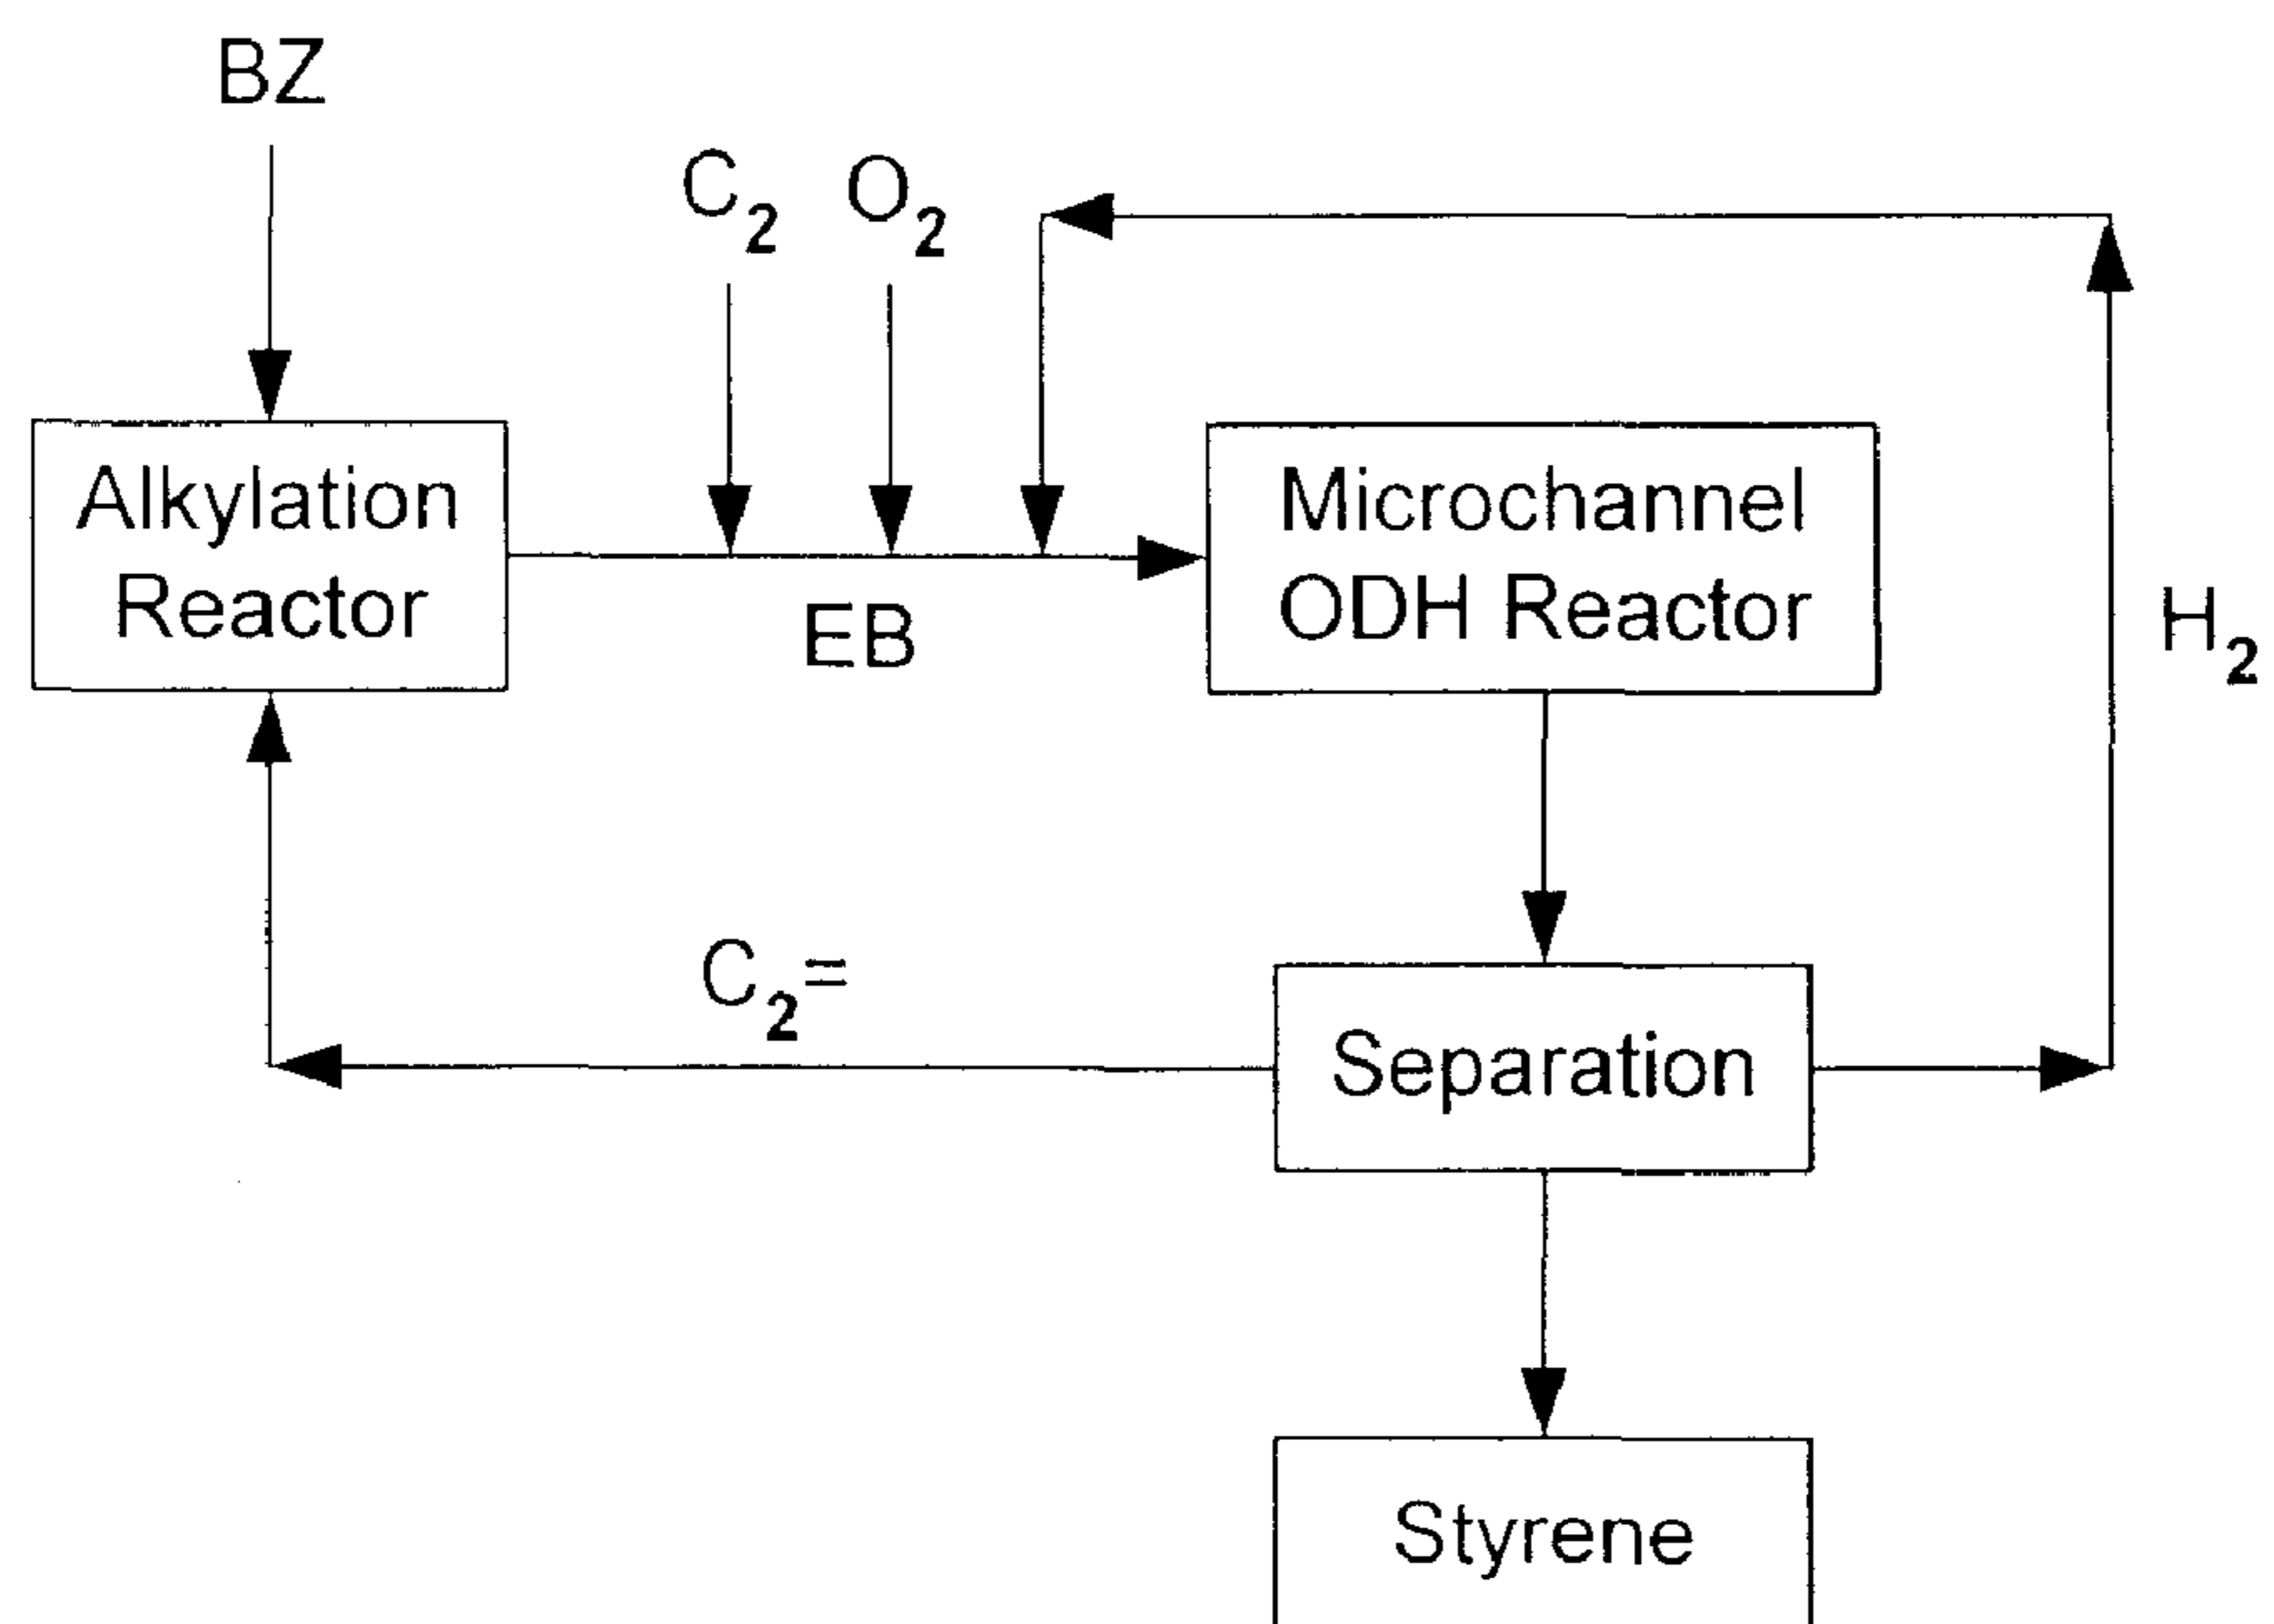 BZ
C₂
O₂
Alkylation
Reactor
EB
Microchannel
ODH Reactor
H₂
C₂=
Separation
Styrene